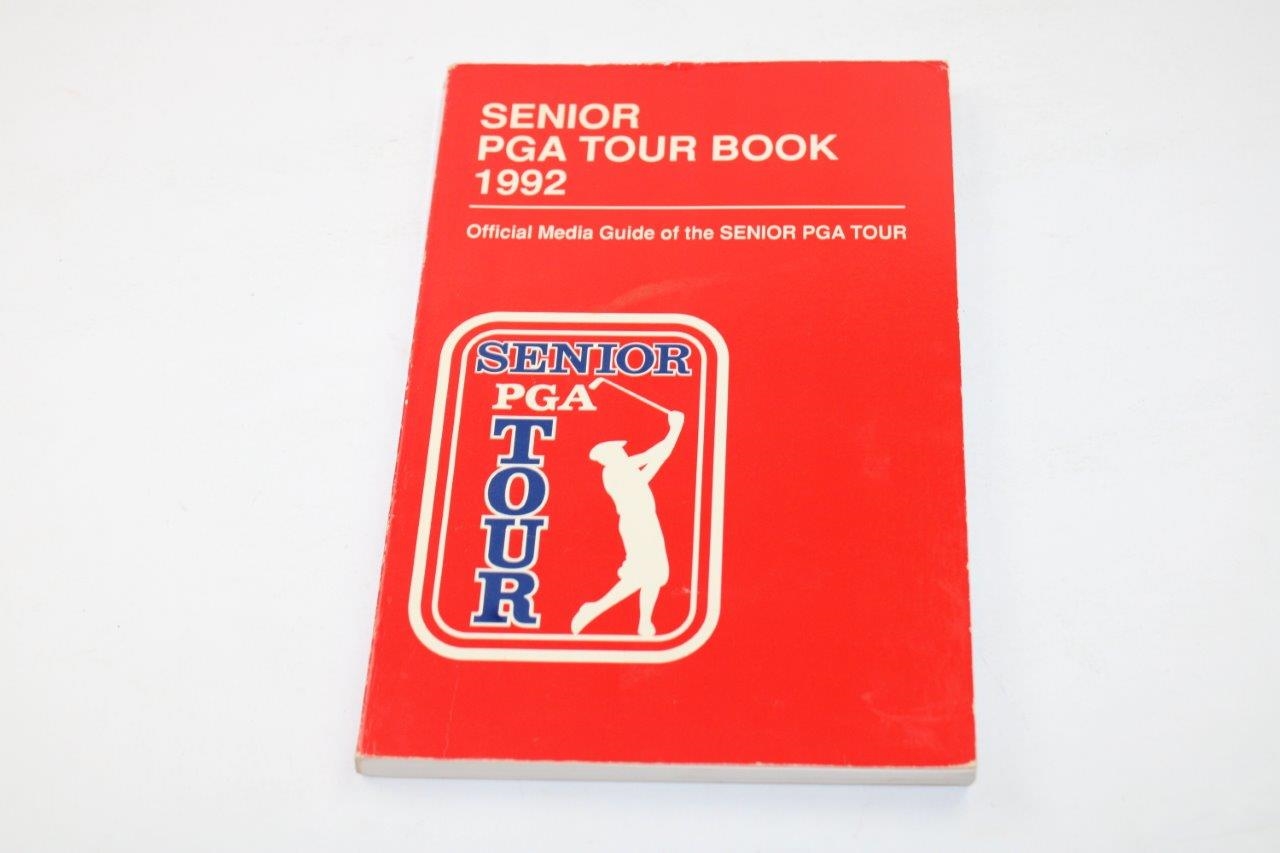 SENIOR
PGA TOUR BOOK
1992
Official Media Guide of the SENIOR PGA TOUR
SENIOR
PGA
TOUR